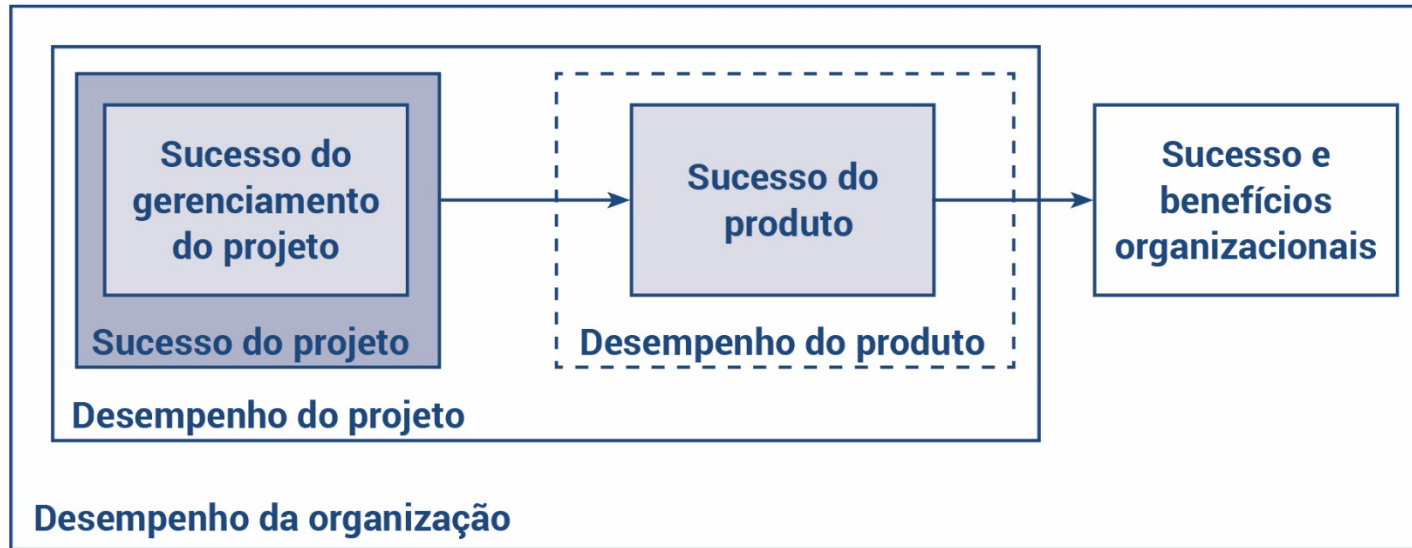 Sucesso do
gerenciamento
do projeto
Sucesso do projeto
Sucesso do
produto
Desempenho do produto
Sucesso e
benefícios
organizacionais
Desempenho do projeto
Desempenho da organização